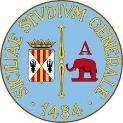 SICILIAE STVDIVM GENERALE
A
· 1434 ·